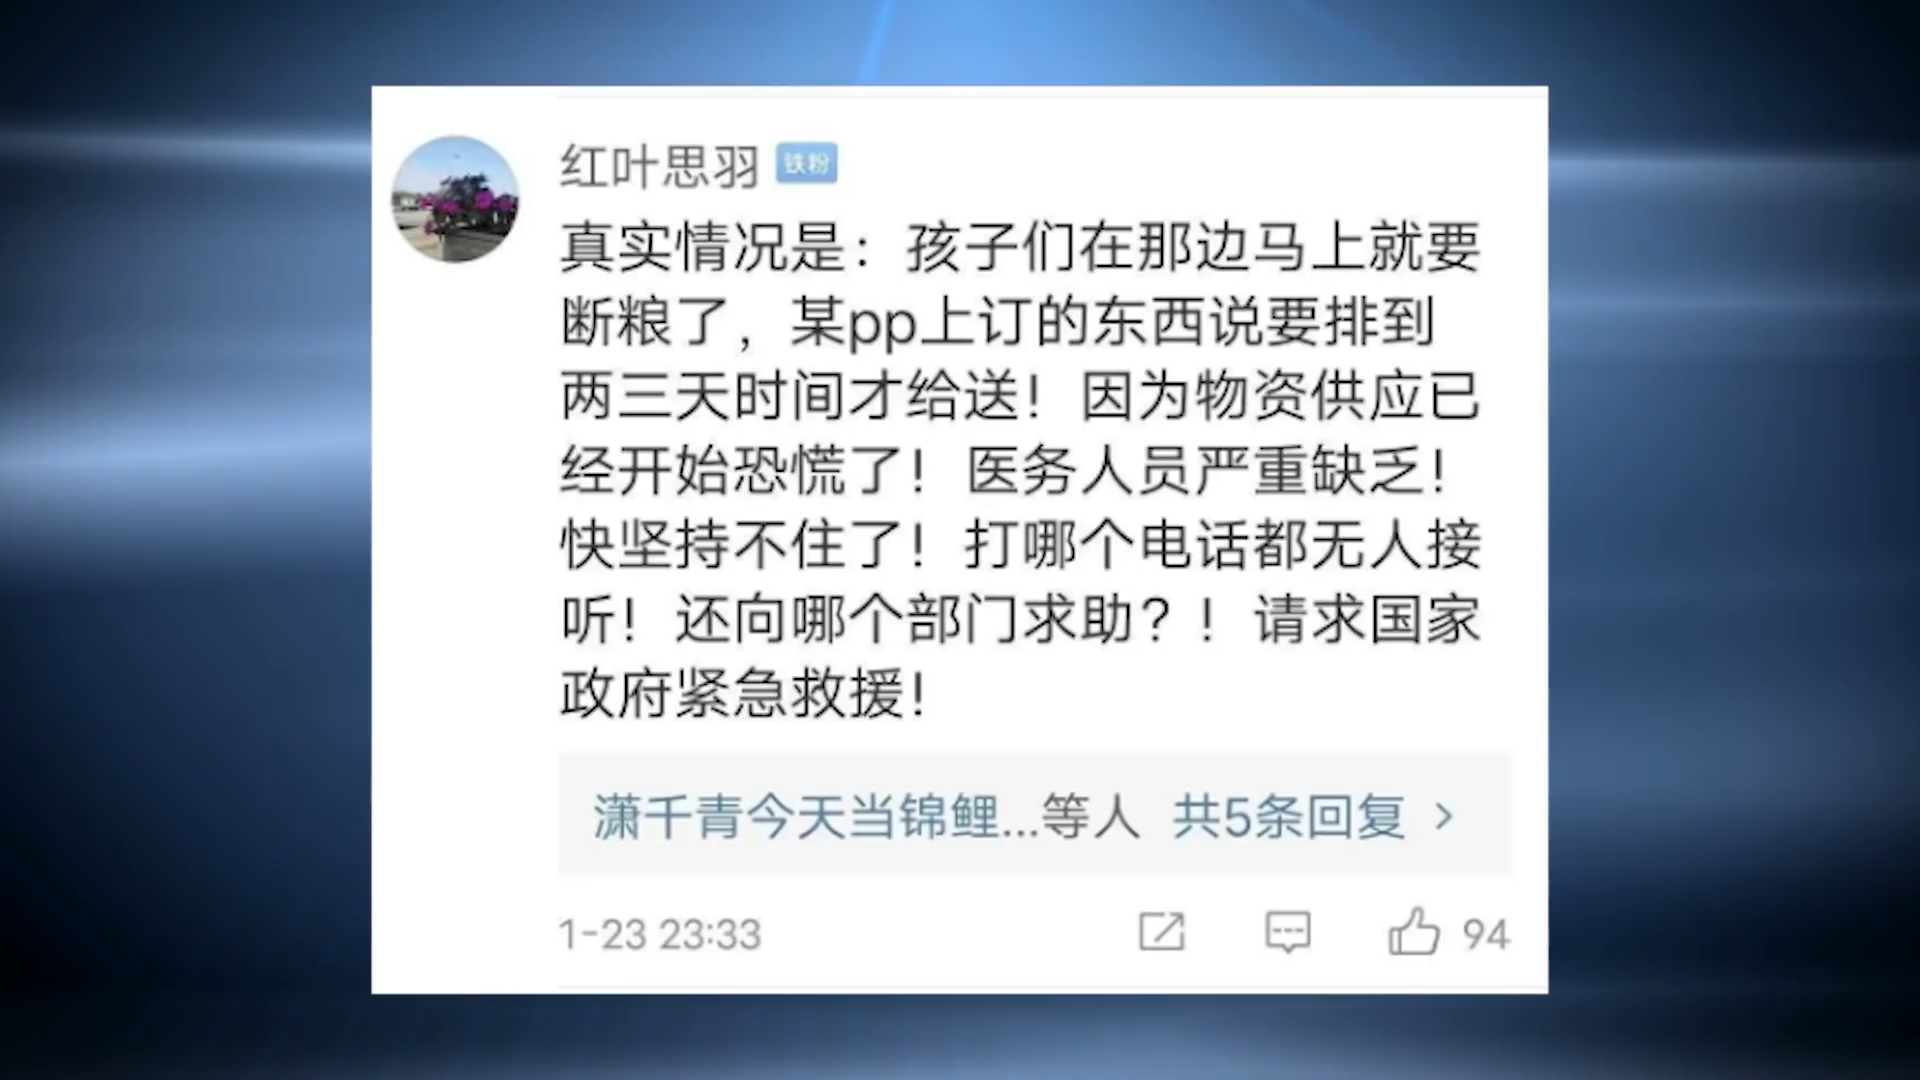 红叶思羽 铁粉
真实情况是：孩子们在那边马上就要
断粮了，某pp上订的东西说要排到
两三天时间才给送！因为物资供应已
经开始恐慌了！医务人员严重缺乏！
快坚持不住了！打哪个电话都无人接
听！还向哪个部门求助？！请求国家
政府紧急救援！
潇千青今天当锦鲤...等人 共5条回复 >
1-23 23:33 94